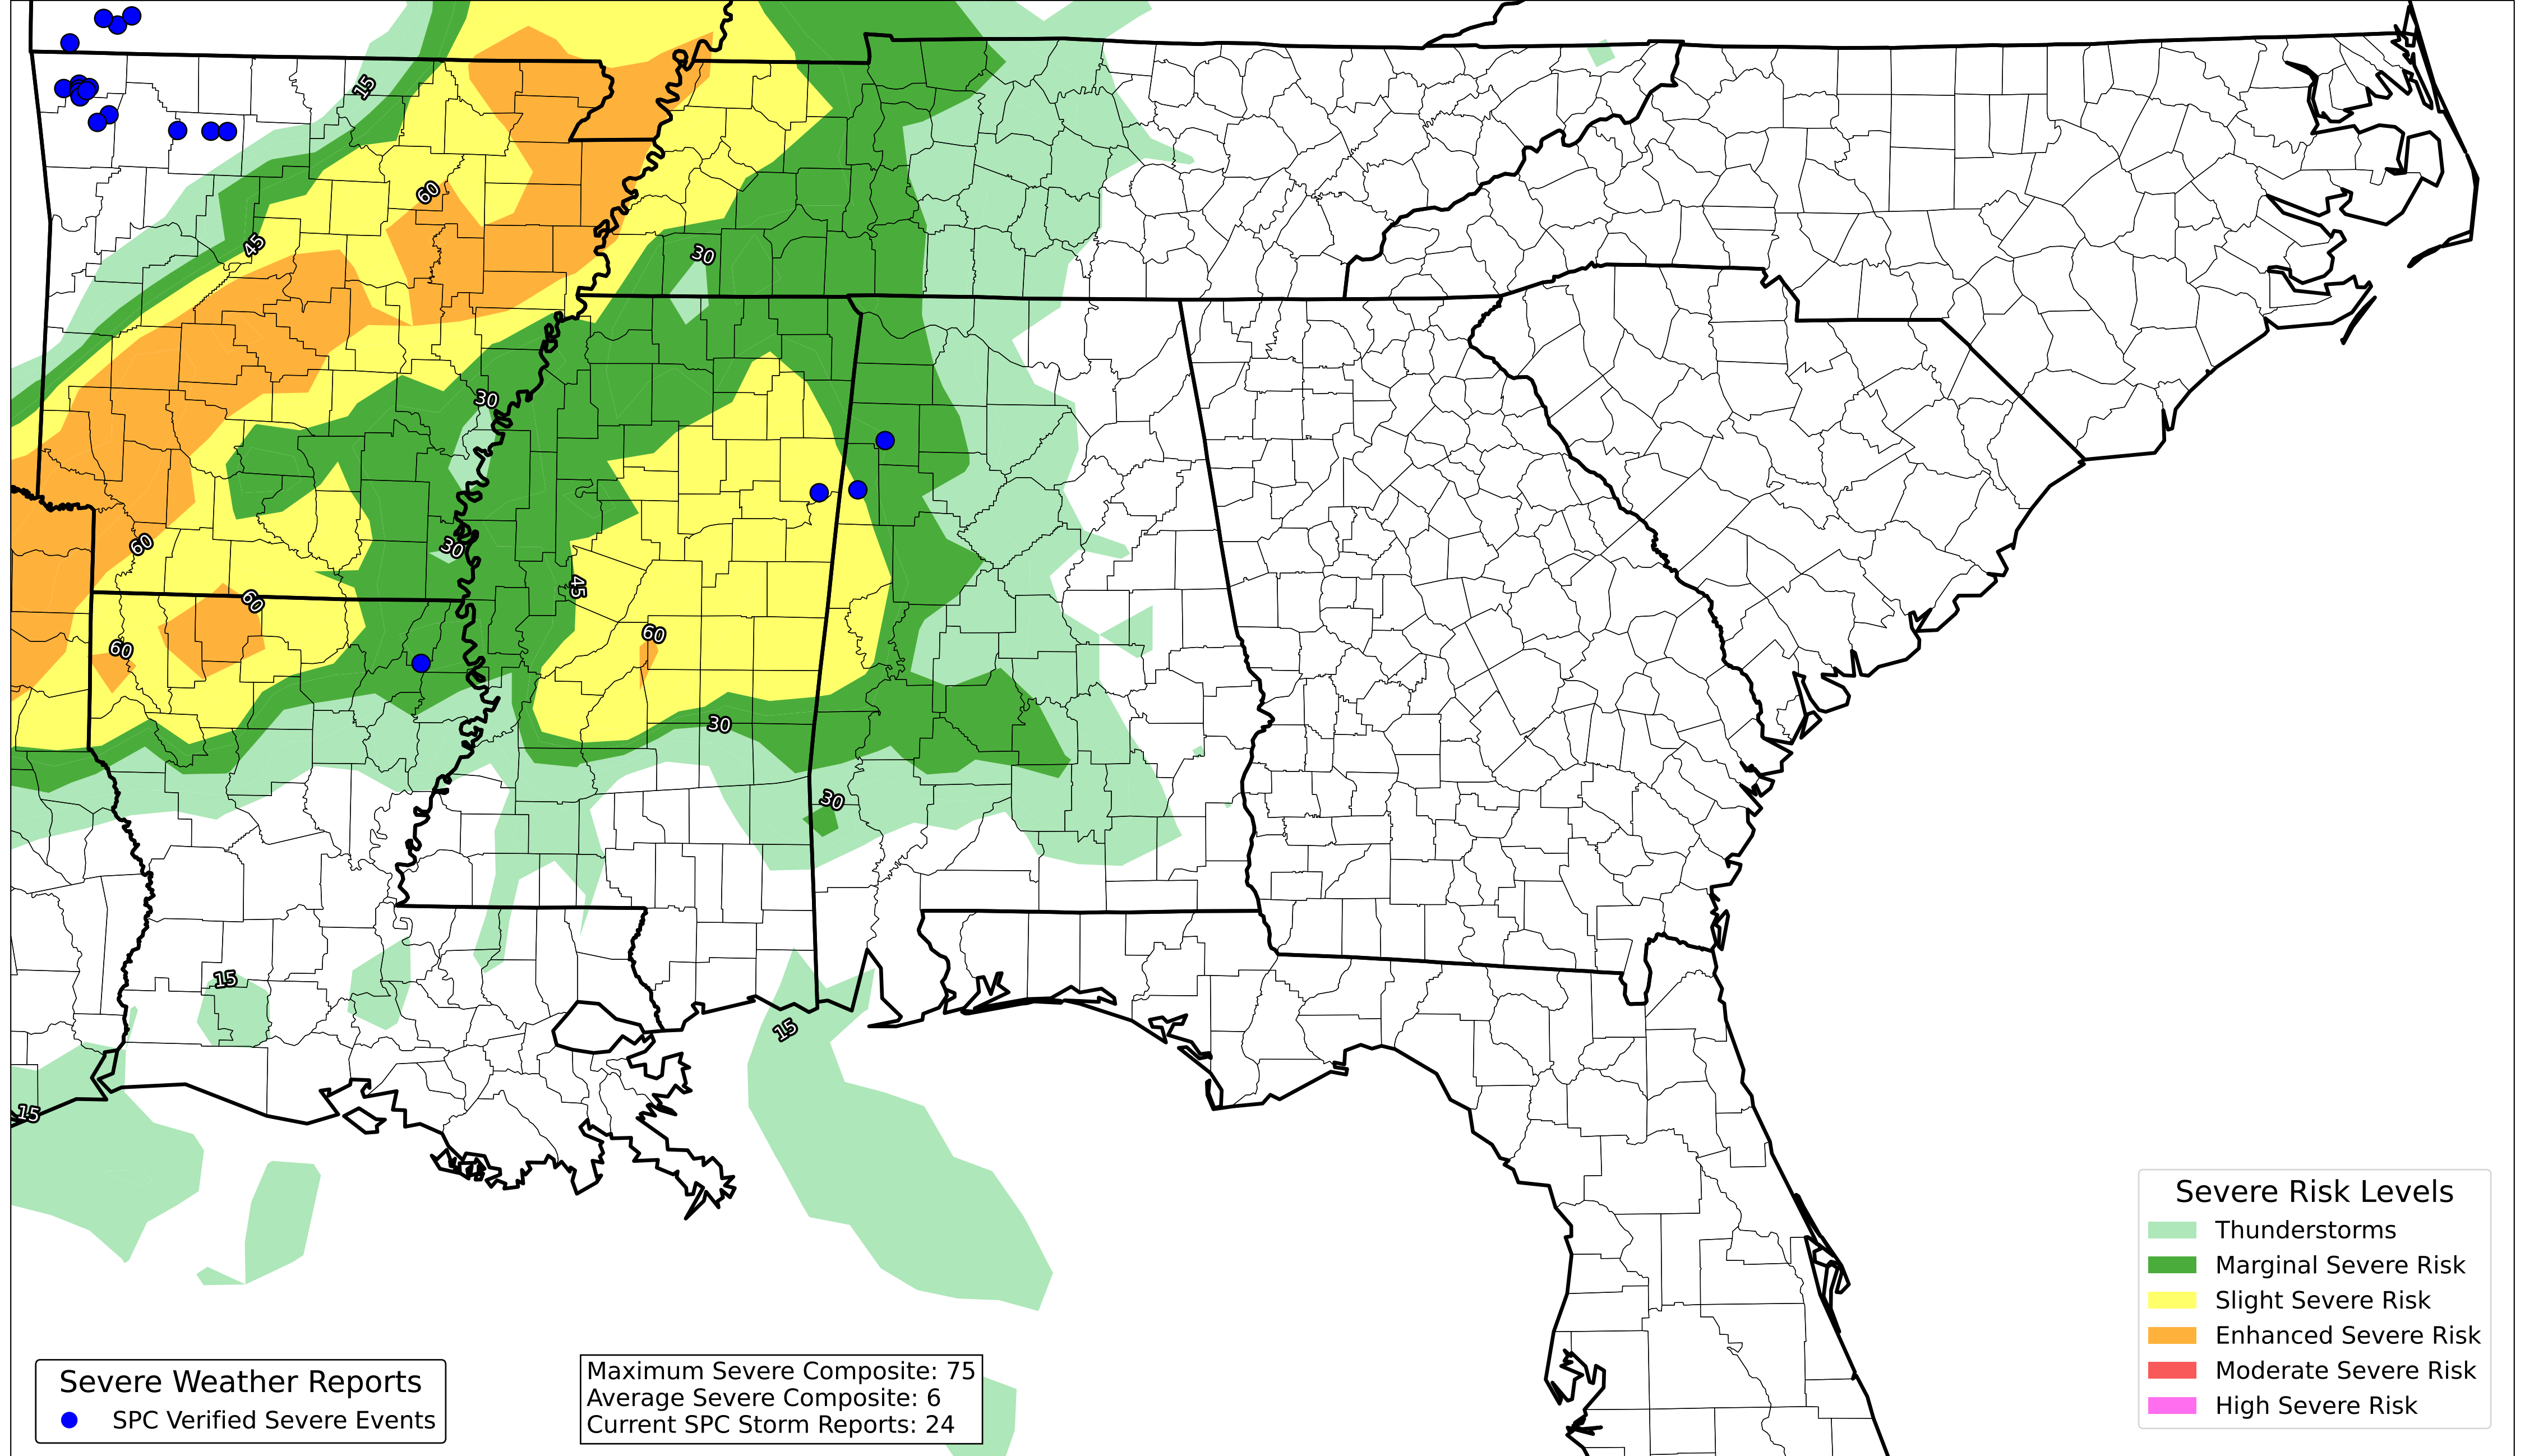 15
60
45
30
30
60
30
45
60
60
60
30
30
15
15
15
Severe Risk Levels
Thunderstorms
Marginal Severe Risk
Slight Severe Risk
Enhanced Severe Risk
Moderate Severe Risk
High Severe Risk
Severe Weather Reports
SPC Verified Severe Events
Maximum Severe Composite: 75
Average Severe Composite: 6
Current SPC Storm Reports: 24